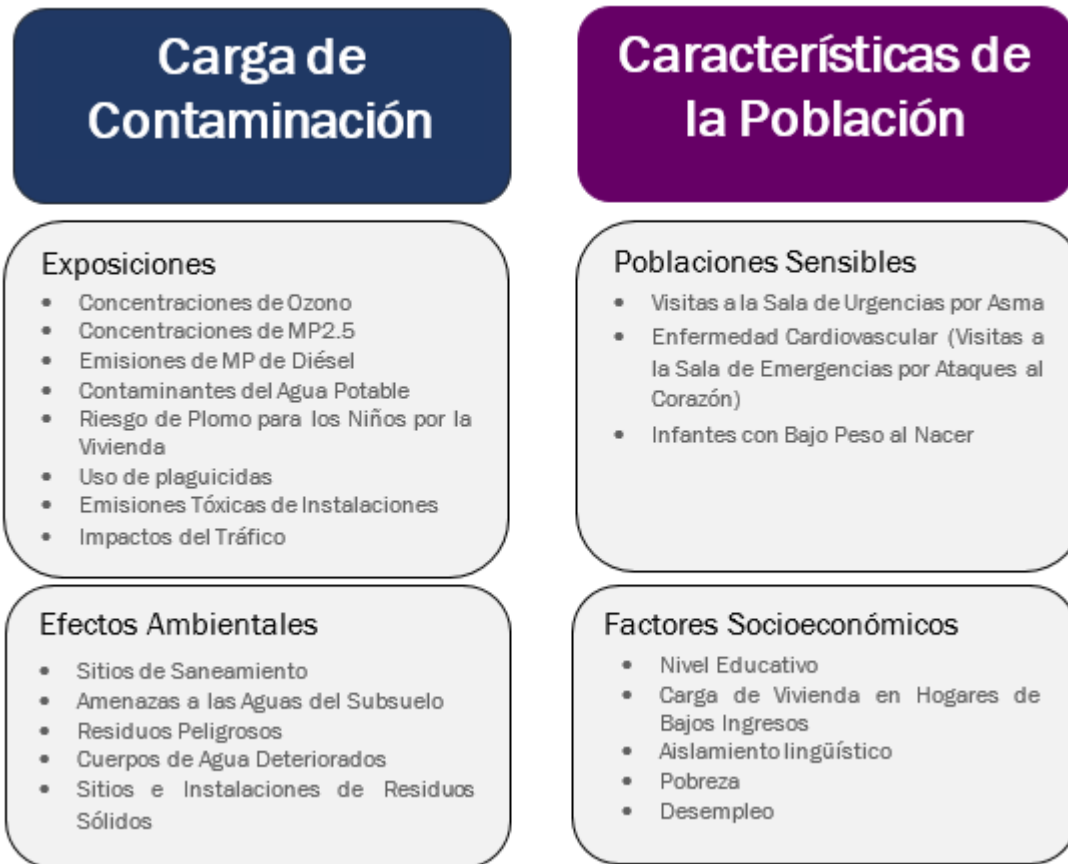 Carga de
Contaminación
Exposiciones
• Concentraciones de Ozono
• Concentraciones de MP2.5
• Emisiones de MP de Diésel
• Contaminantes del Agua Potable
• Riesgo de Plomo para los Niños por la
Vivienda
• Uso de plaguicidas
• Emisiones Tóxicas de Instalaciones
• Impactos del Tráfico
Efectos Ambientales
• Sitios de Saneamiento
• Amenazas a las Aguas del Subsuelo
• Residuos Peligrosos
• Cuerpos de Agua Deteriorados
• Sitios e Instalaciones de Residuos
Sólidos
Características de
la Población
Poblaciones Sensibles
• Visitas a la Sala de Urgencias por Asma
• Enfermedad Cardiovascular (Visitas a
la Sala de Emergencias por Ataques al
Corazón)
• Infantes con Bajo Peso al Nacer
Factores Socioeconómicos
• Nivel Educativo
• Carga de Vivienda en Hogares de
Bajos Ingresos
• Aislamiento lingüístico
• Pobreza
• Desempleo